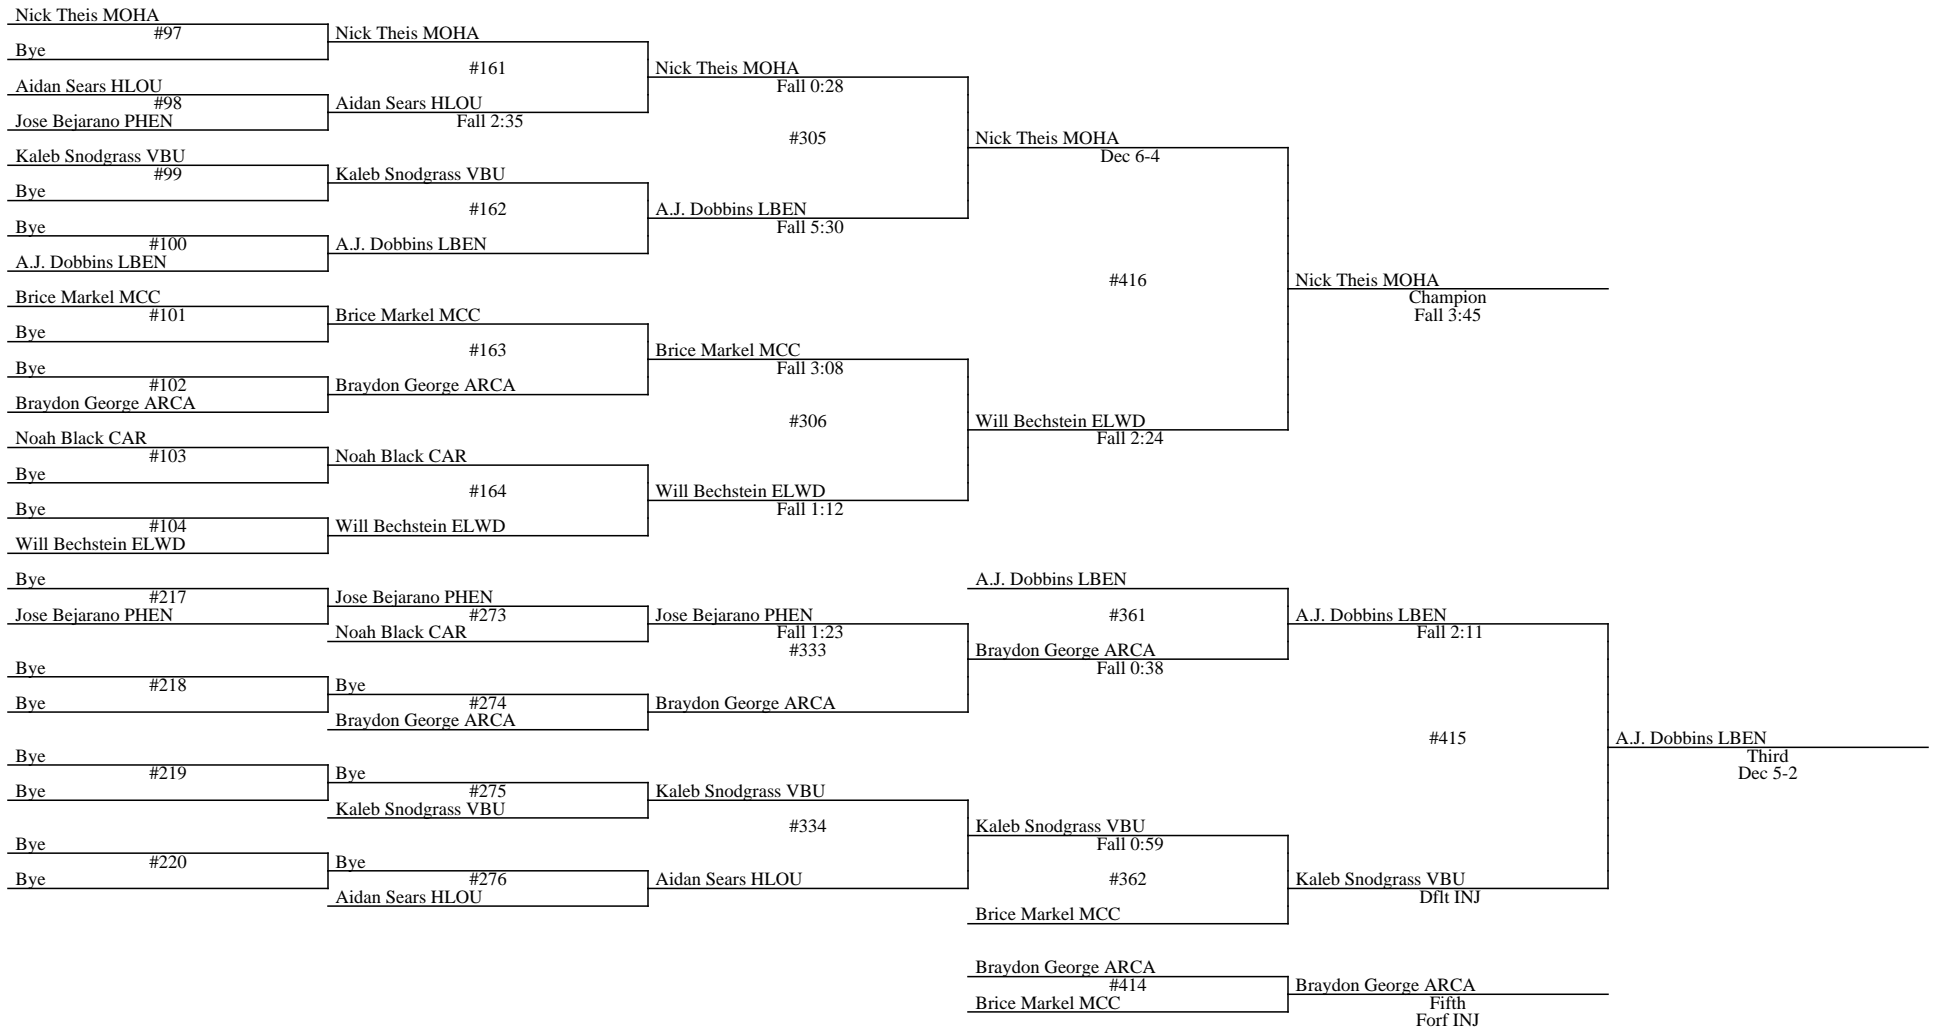 Nick Theis MOHA
#97
Bye
Nick Theis MOHA
#161
Aidan Sears HLOU
#98
Jose Bejarano PHEN
Aidan Sears HLOU
Fall 2:35
Nick Theis MOHA
Fall 0:28
#305
Kaleb Snodgrass VBU
#99
Bye
Kaleb Snodgrass VBU
#162
Bye
#100
A.J. Dobbins LBEN
A.J. Dobbins LBEN
A.J. Dobbins LBEN
Fall 5:30
Nick Theis MOHA
Dec 6-4
#416
Nick Theis MOHA
Champion
Fall 3:45
Brice Markel MCC
#101
Bye
Brice Markel MCC
#163
Bye
#102
Braydon George ARCA
Braydon George ARCA
Brice Markel MCC
Fall 3:08
#306
Noah Black CAR
#103
Bye
Noah Black CAR
#164
Bye
#104
Will Bechstein ELWD
Will Bechstein ELWD
Will Bechstein ELWD
Fall 1:12
Will Bechstein ELWD
Fall 2:24
Bye
#217
Jose Bejarano PHEN
Jose Bejarano PHEN
#273
Noah Black CAR
Jose Bejarano PHEN
Fall 1:23
#333
Bye
#218
Bye
Bye
#274
Braydon George ARCA
Braydon George ARCA
A.J. Dobbins LBEN
#361
Braydon George ARCA
Fall 0:38
A.J. Dobbins LBEN
Fall 2:11
#415
A.J. Dobbins LBEN
Third
Dec 5-2
Bye
#219
Bye
Bye
#275
Kaleb Snodgrass VBU
Kaleb Snodgrass VBU
#334
Bye
#220
Bye
Bye
#276
Aidan Sears HLOU
Aidan Sears HLOU
Kaleb Snodgrass VBU
Fall 0:59
#362
Brice Markel MCC
Kaleb Snodgrass VBU
Dflt INJ
Braydon George ARCA
#414
Brice Markel MCC
Braydon George ARCA
Fifth
Forf INJ